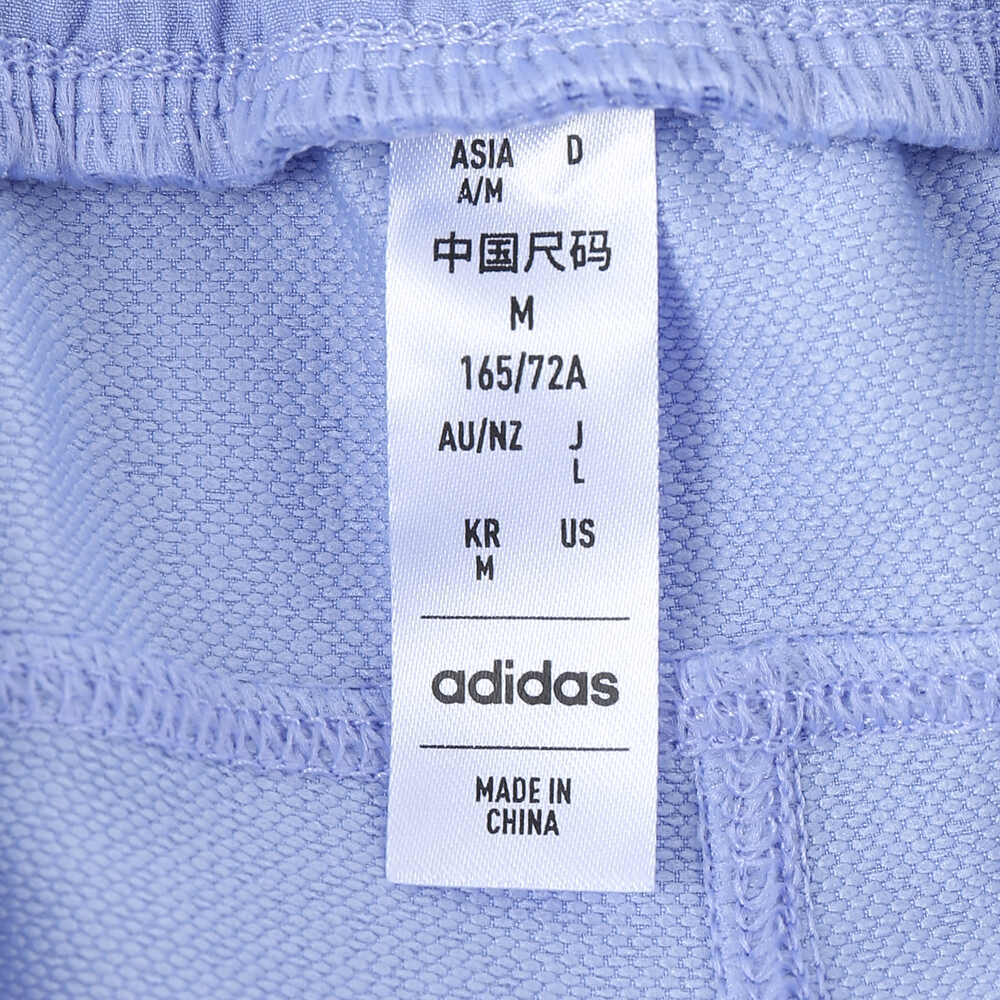 ASIA D
A/M
中国尺码
M
165/72A
AU/NZ J
L
KR US
M
adidas
MADE IN
CHINA